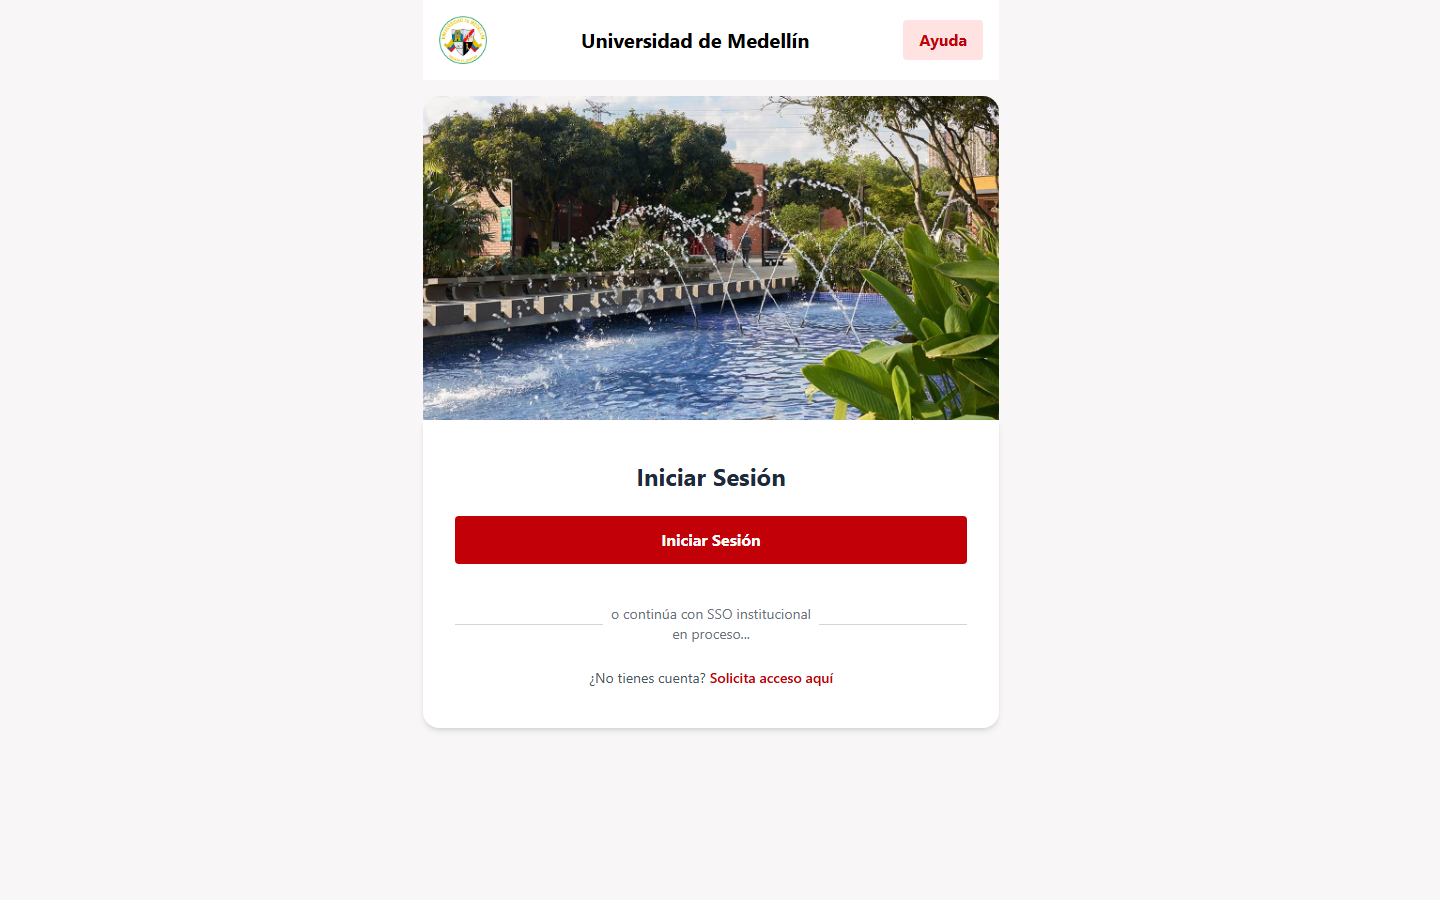 Universidad de Medellín
Ayuda
Iniciar Sesión
Iniciar Sesión
o continúa con SSO institucional
en proceso...
¿No tienes cuenta? Solicita acceso aquí